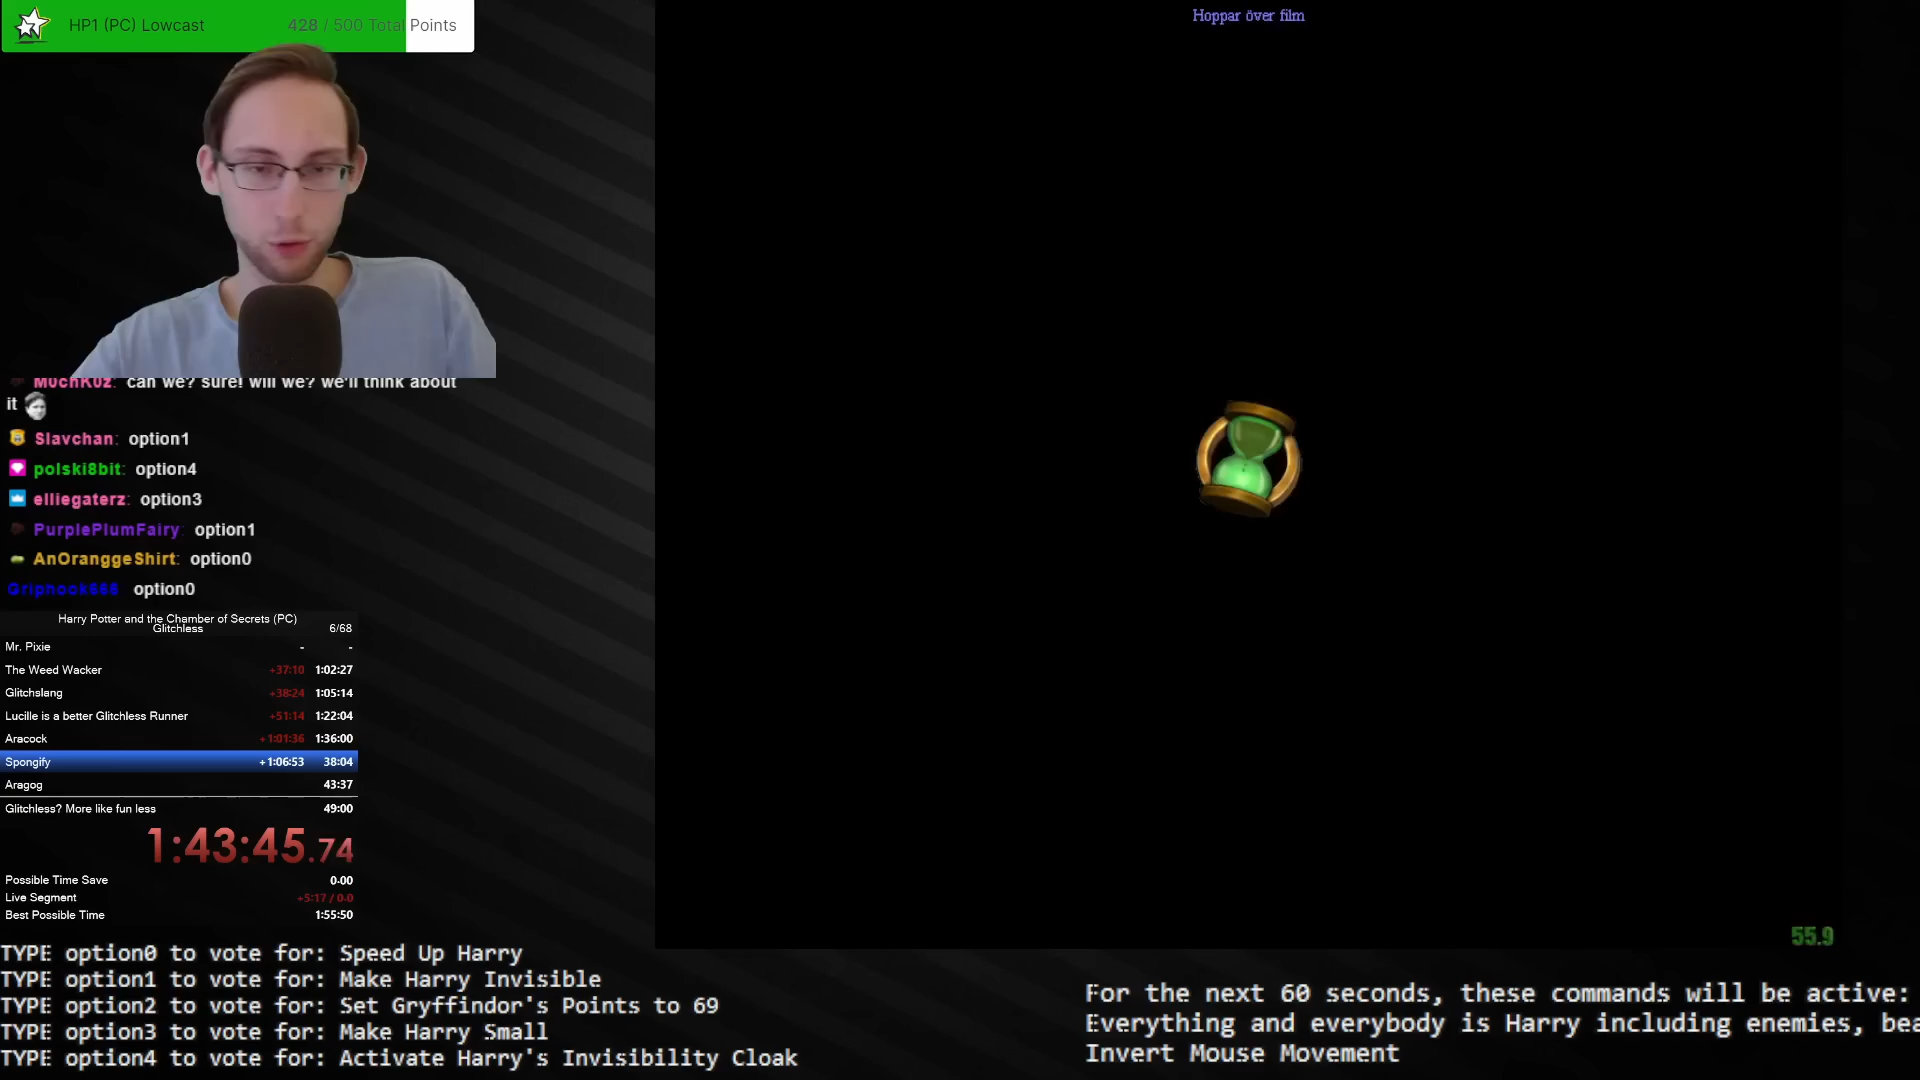 HP1 (PC) Lowcast 428 / 500 Total Points
Hoppar över film
M0chK0z: can we? sure! will we? we'll think about
it
Slavchan: option1
polski8bit: option4
elliegaterz: option3
PurplePlumFairy: option1
AnOranggeShirt: option0
Griphook666 option0
Harry Potter and the Chamber of Secrets (PC)
Glitchless 6/68
Mr. Pixie - -
The Weed Wacker +37:10 1:02:27
Glitchslang +38:24 1:05:14
Lucille is a better Glitchless Runner +51:14 1:22:04
Aracock +1:01:36 1:36:00
Spongify +1:06:53 38:04
Aragog 43:37
Glitchless? More like fun less 49:00
1:43:45.74
Possible Time Save 0.00
Live Segment +5:17 / 0.0
Best Possible Time 1:55:50
55.9
TYPE option0 to vote for: Speed Up Harry
TYPE option1 to vote for: Make Harry Invisible
TYPE option2 to vote for: Set Gryffindor's Points to 69
TYPE option3 to vote for: Make Harry Small
TYPE option4 to vote for: Activate Harry's Invisibility Cloak
For the next 60 seconds, these commands will be active:
Everything and everybody is Harry including enemies, bea
Invert Mouse Movement